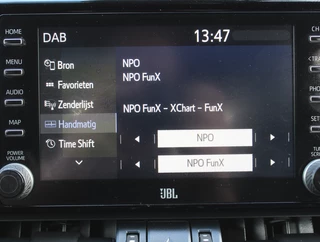 DAB
13:47
HOME
MENU
AUDIO
MAP
POWER
VOLUME
Bron
Favorieten
Zenderlijst
Handmatig
Time Shift
NPO
NPO FunX
NPO FunX - XChart - FunX
NPO
NPO FunX
JBL
CH
TUNE